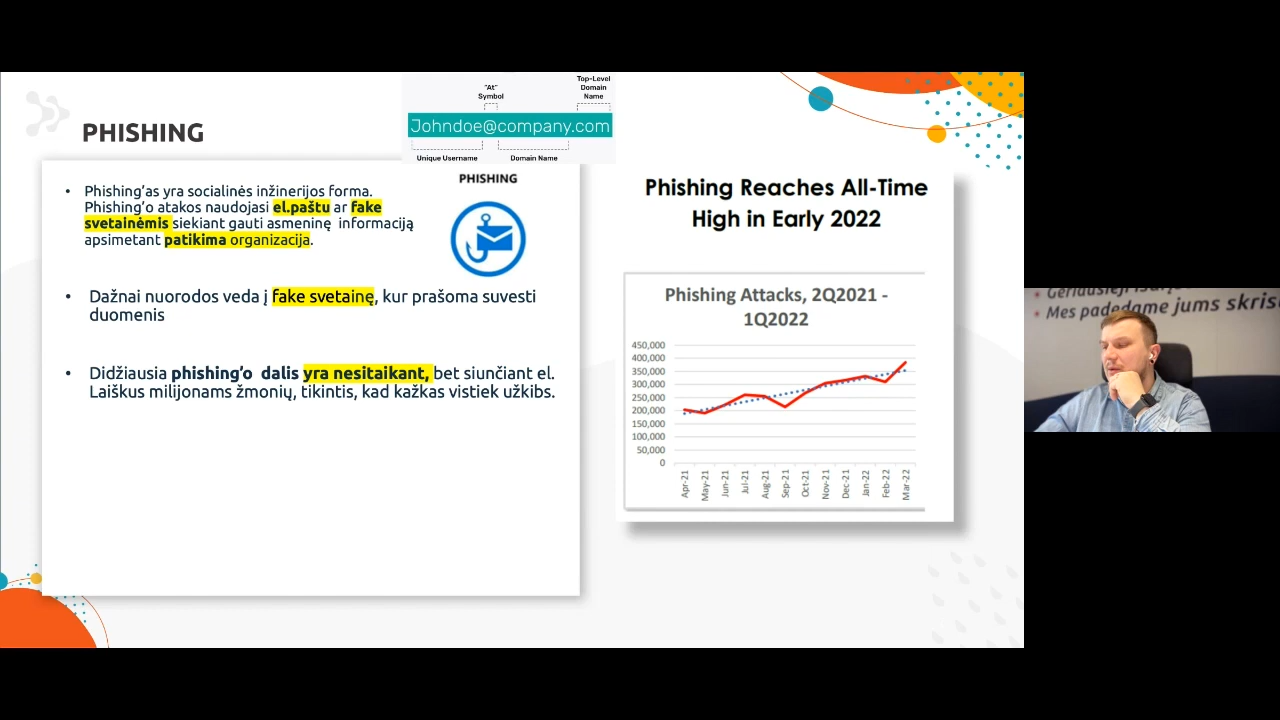 PHISHING
"At"
Symbol
Top-Level
Domain
Name
Johndoe@company.com
Unique Username
Domain Name
PHISHING
• Phishing'as yra socialinės inžinerijos forma.
Phishing'o atakos naudojasi el.paštu ar fake
svetainėmis siekiant gauti asmeninę informaciją
apsimetant patikima organizacija.
• Dažnai nuorodos veda į fake svetainę, kur prašoma suvesti
duomenis
• Didžiausia phishing'o dalis yra nesitaikant, bet siunčiant el.
Laiškus milijonams žmonių, tikintis, kad kažkas vistiek užkibs.
Phishing Reaches All-Time
High in Early 2022
Phishing Attacks, 2Q2021 -
1Q2022
450,000
400,000
350,000
300,000
250,000
200,000
150,000
100,000
50,000
0
Apr-21
May-21
Jun-21
Jul-21
Aug-21
Sep-21
Oct-21
Nov-21
Dec-21
Jan-22
Feb-22
Mar-22
Mes padedame jums skris